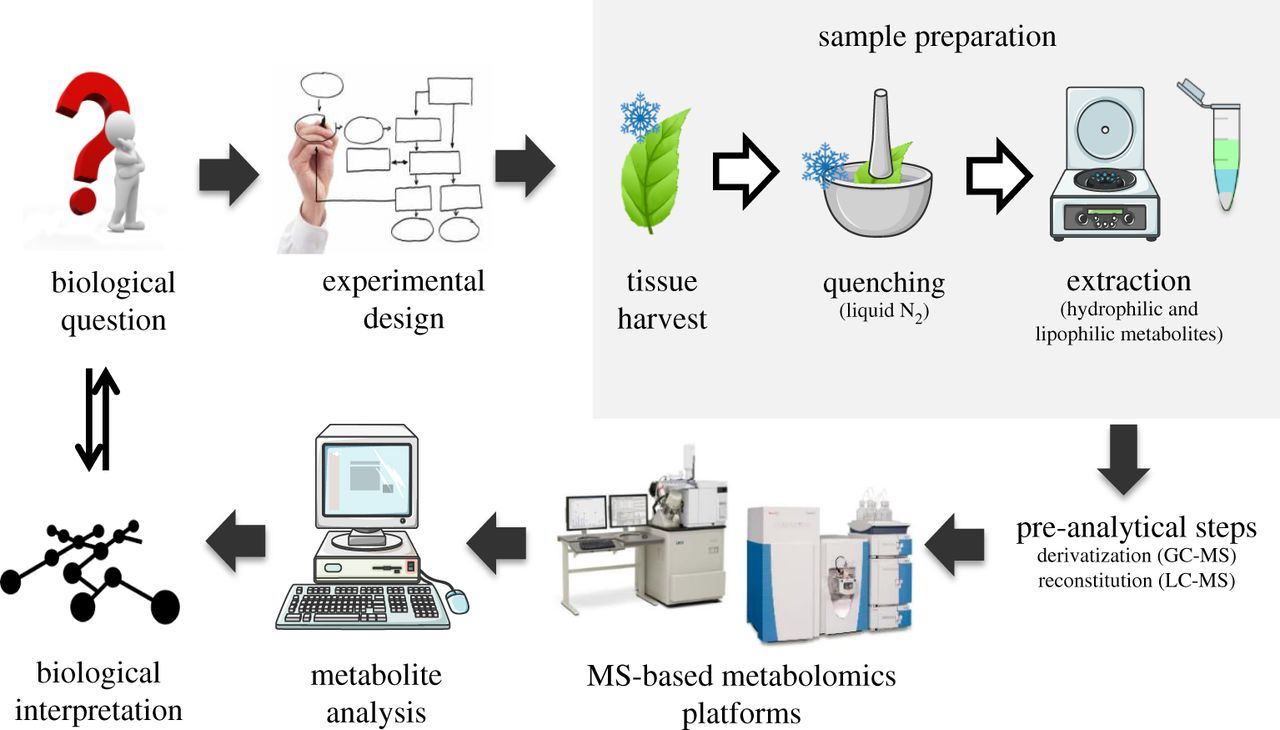 sample preparation
biological
question
experimental
design
tissue
harvest
quenching
(liquid N₂)
extraction
(hydrophilic and
lipophilic metabolites)
pre-analytical steps
derivatization (GC-MS)
reconstitution (LC-MS)
MS-based metabolomics
platforms
metabolite
analysis
biological
interpretation